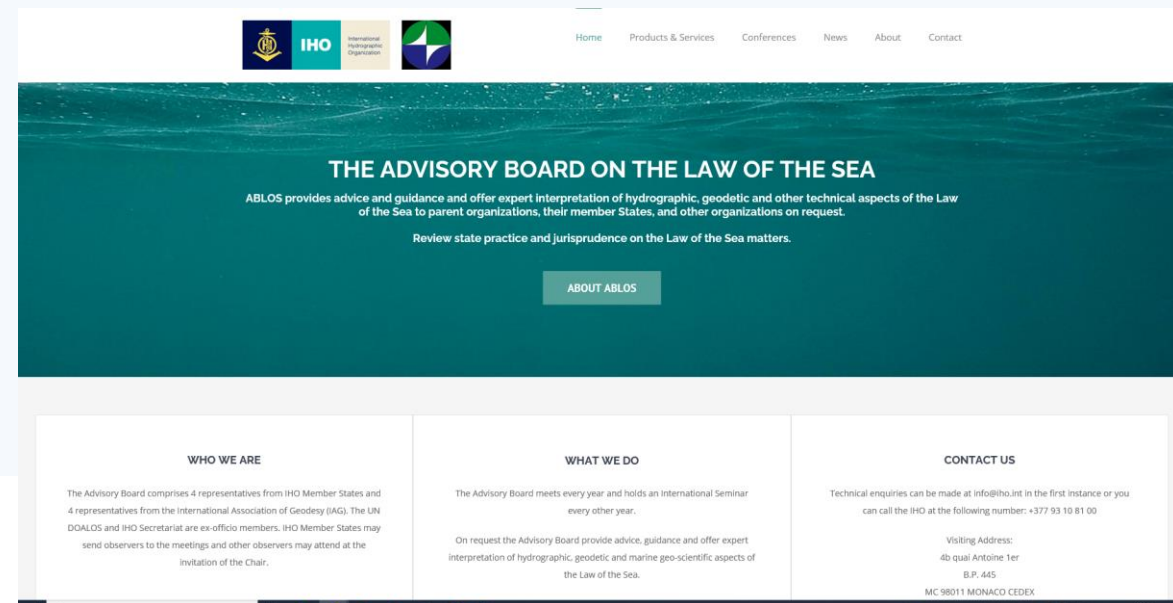 IHO
International
Hydrographic
Organization
Home Products & Services Conferences News About Contact
THE ADVISORY BOARD ON THE LAW OF THE SEA
ABLOS provides advice and guidance and offer expert interpretation of hydrographic, geodetic and other technical aspects of the Law
of the Sea to parent organizations, their member States, and other organizations on request.
Review state practice and jurisprudence on the Law of the Sea matters.
ABOUT ABLOS
WHO WE ARE
The Advisory Board comprises 4 representatives from IHO Member States and
4 representatives from the International Association of Geodesy (IAG). The UN
DOALOS and IHO Secretariat are ex-officio members. IHO Member States may
send observers to the meetings and other observers may attend at the
invitation of the Chair.
WHAT WE DO
The Advisory Board meets every year and holds an International Seminar
every other year.
On request the Advisory Board provide advice, guidance and offer expert
interpretation of hydrographic, geodetic and marine geo-scientific aspects of
the Law of the Sea.
CONTACT US
Technical enquiries can be made at info@iho.int in the first instance or you
can call the IHO at the following number: +377 93 10 81 00
Visiting Address:
4b quai Antoine 1er
B.P. 445
MC 98011 MONACO CEDEX